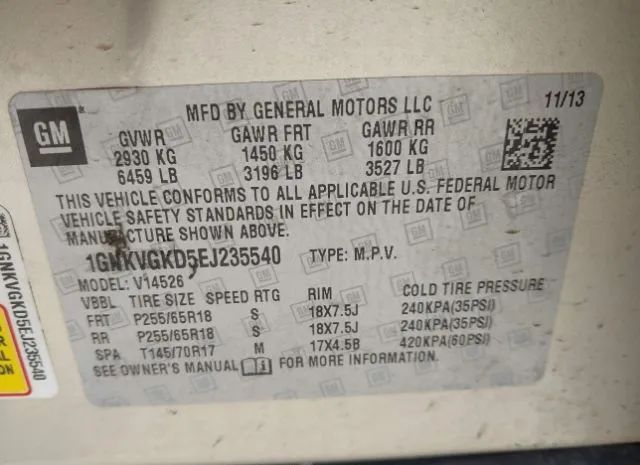 GM
MFD BY GENERAL MOTORS LLC 11/13
GVWR GAWR FRT GAWR RR
2930 KG 1450 KG 1600 KG
6459 LB 3196 LB 3527 LB
THIS VEHICLE CONFORMS TO ALL APPLICABLE U.S. FEDERAL MOTOR
VEHICLE SAFETY STANDARDS IN EFFECT ON THE DATE OF
MANUFACTURE SHOWN ABOVE.
1GNKVGKD5EJ235540 TYPE: M.P.V.
MODEL: V14526
VBBL TIRE SIZE SPEED RTG RIM COLD TIRE PRESSURE
FRT P255/65R18 S 18X7.5J 240KPA(35PSI)
RR P255/65R18 S 18X7.5J 240KPA(35PSI)
SPA T145/70R17 M 17X4.5B 420KPA(60PSI)
SEE OWNER'S MANUAL FOR MORE INFORMATION.
1GNKVGKD5EJ235540